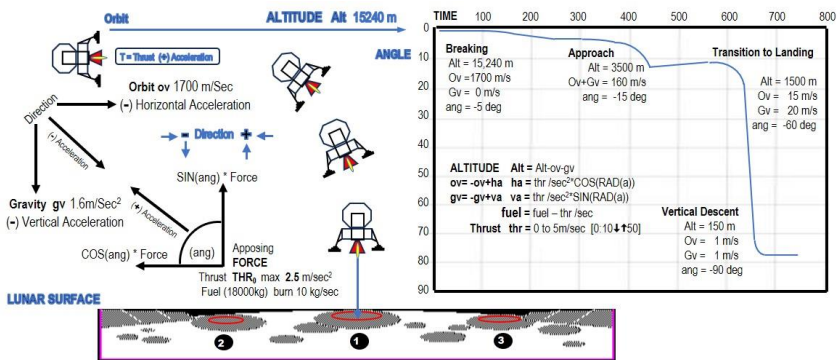 Orbit
ALTITUDE Alt 15240 m
T = Thrust (+) Acceleration
Orbit ov 1700 m/Sec
(-) Horizontal Acceleration
Direction
(-) Acceleration
- Direction +
SIN(ang) * Force
Gravity gv 1.6m/Sec²
(-) Vertical Acceleration
(+) Acceleration
COS(ang) * Force
(ang)
Apposing
FORCE
Thrust THR₀ max 2.5 m/sec²
Fuel (18000kg) burn 10 kg/sec
LUNAR SURFACE
2
1
3
TIME 100 200 300 400 500 600 700 800
ANGLE
0
10
20
30
40
50
60
70
80
90
Breaking
Alt = 15,240 m
Ov =1700 m/s
Gv = 0 m/s
ang = -5 deg
Approach
Alt = 3500 m
Ov+Gv = 160 m/s
ang = -15 deg
Transition to Landing
Alt = 1500 m
Ov = 15 m/s
Gv = 20 m/s
ang = -60 deg
ALTITUDE Alt = Alt-ov-gv
ov= -ov+ha ha = thr /sec²*COS(RAD(a))
gv= -gv+va va = thr /sec²*SIN(RAD(a))
fuel = fuel – thr /sec
Thrust thr = 0 to 5m/sec [0:10↓↑50]
Vertical Descent
Alt = 150 m
Ov = 1 m/s
Gv = 1 m/s
ang = -90 deg